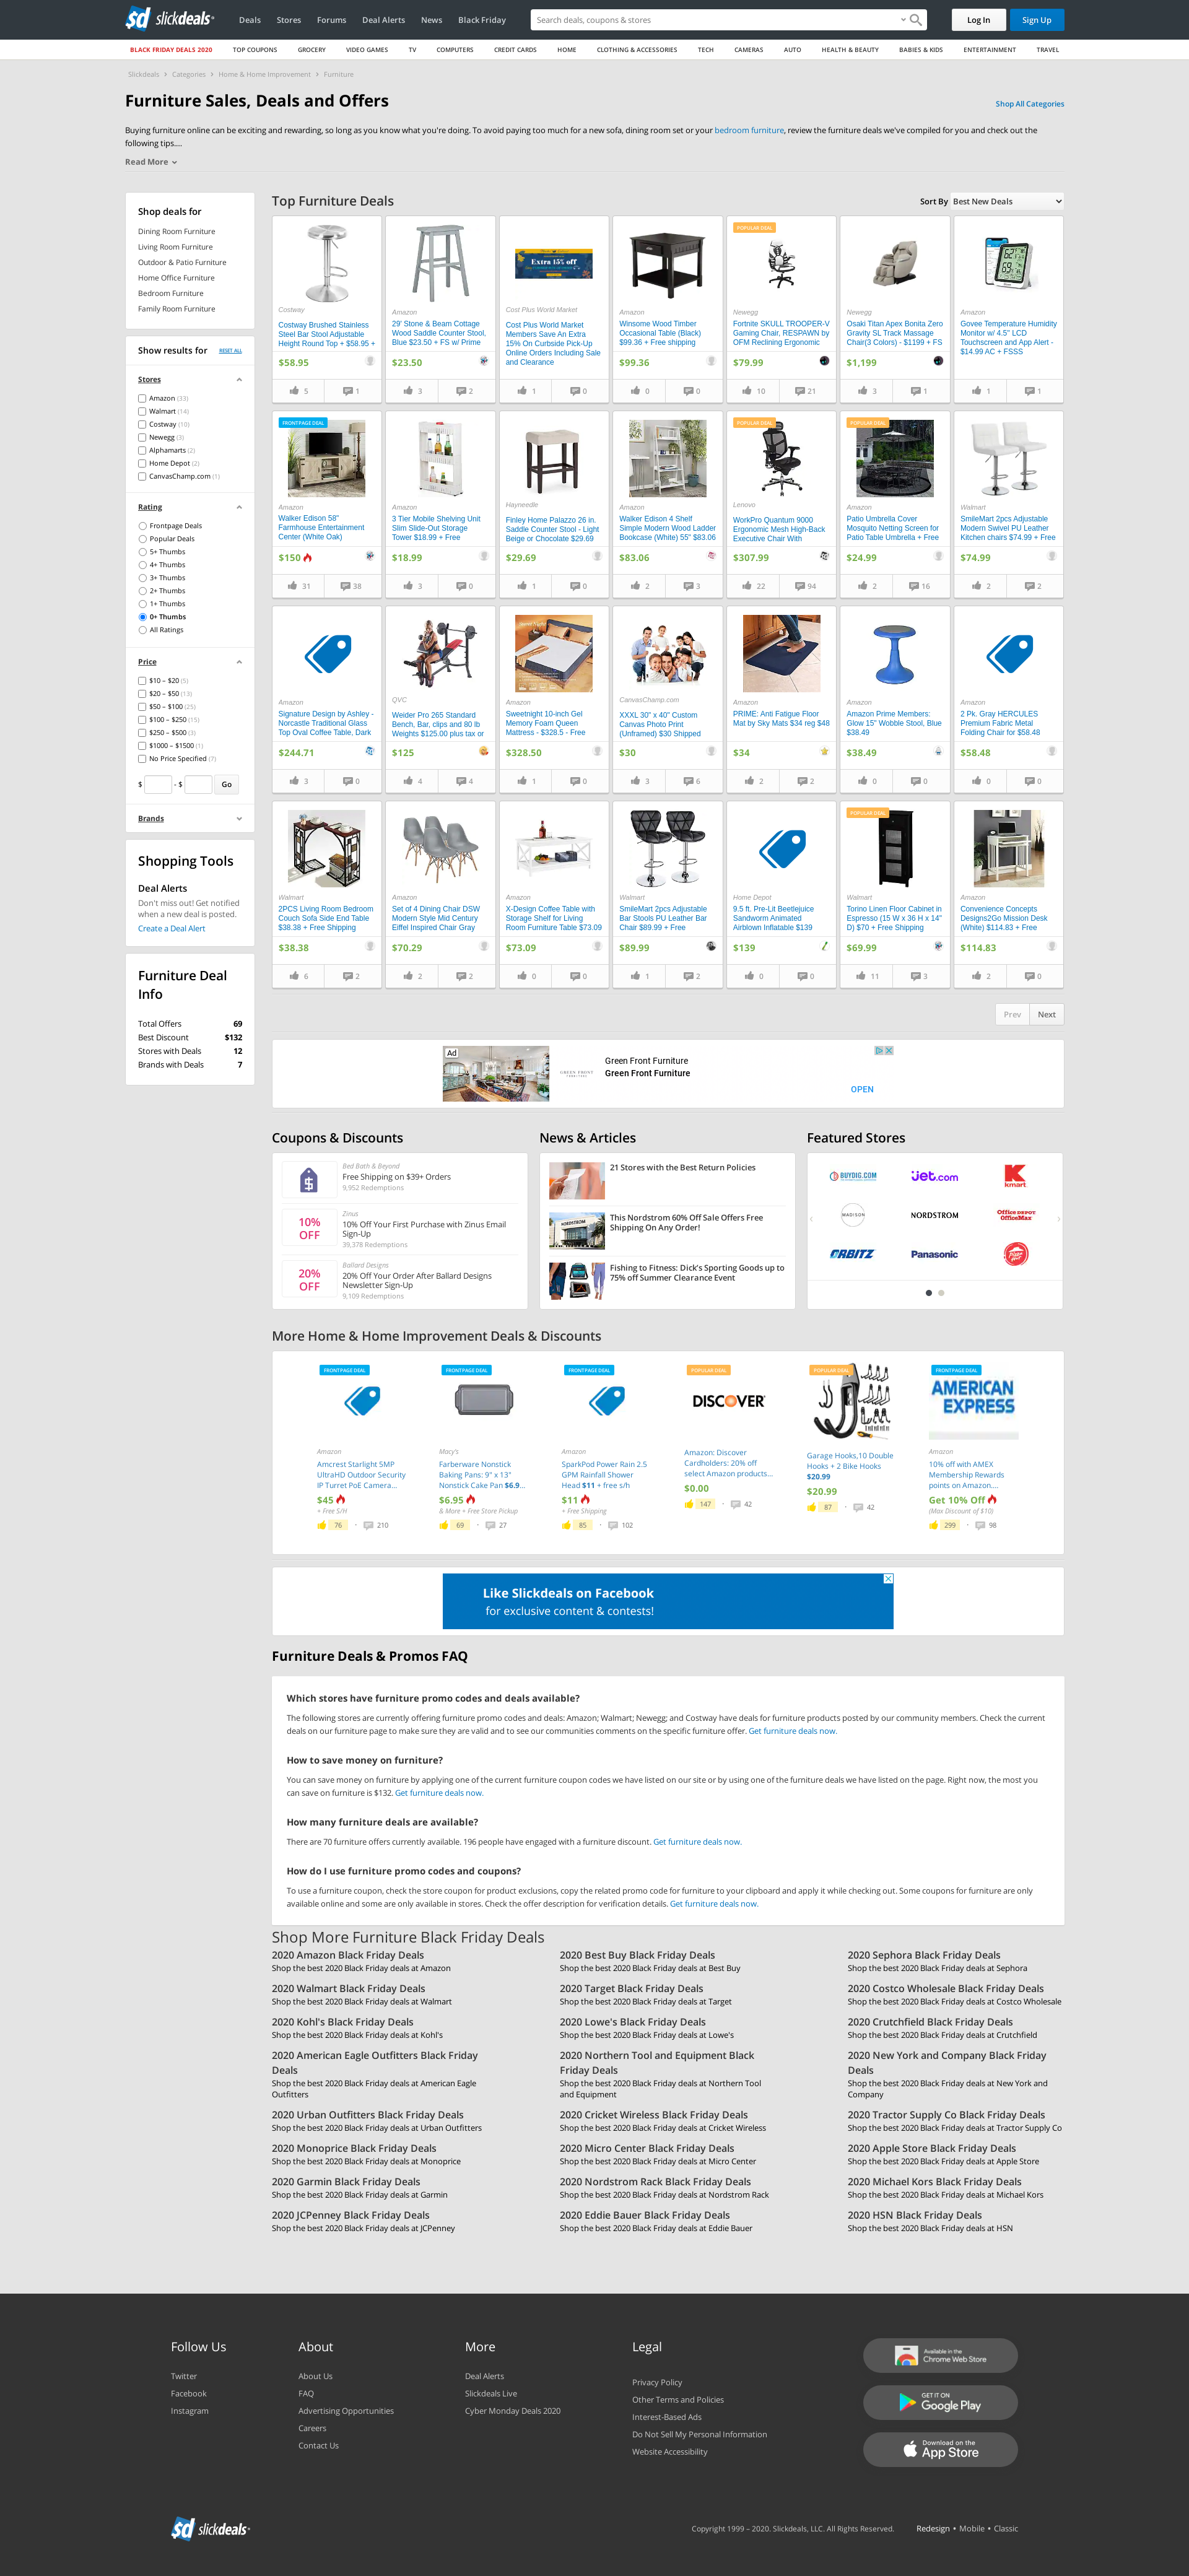 slickdeals
Deals
Stores
Forums
Deal Alerts
News
Black Friday
Search deals, coupons & stores
Log In
Sign Up
BLACK FRIDAY DEALS 2020
TOP COUPONS
GROCERY
VIDEO GAMES
TV
COMPUTERS
CREDIT CARDS
HOME
CLOTHING & ACCESSORIES
TECH
CAMERAS
AUTO
HEALTH & BEAUTY
BABIES & KIDS
ENTERTAINMENT
TRAVEL
Slickdeals > Categories > Home & Home Improvement > Furniture
Furniture Sales, Deals and Offers
Shop All Categories
Buying furniture online can be exciting and rewarding, so long as you know what you're doing. To avoid paying too much for a new sofa, dining room set or your bedroom furniture, review the furniture deals we've compiled for you and check out the
following tips....
Read More
Shop deals for
Dining Room Furniture
Living Room Furniture
Outdoor & Patio Furniture
Home Office Furniture
Bedroom Furniture
Family Room Furniture
Show results for
RESET ALL
Stores
Amazon (33)
Walmart (14)
Costway (10)
Newegg (3)
Alphamarts (2)
Home Depot (2)
CanvasChamp.com (1)
Rating
Frontpage Deals
Popular Deals
5+ Thumbs
4+ Thumbs
3+ Thumbs
2+ Thumbs
1+ Thumbs
0+ Thumbs
All Ratings
Price
$10 – $20 (5)
$20 – $50 (13)
$50 – $100 (25)
$100 – $250 (15)
$250 – $500 (3)
$1000 – $1500 (1)
No Price Specified (7)
$ - $ Go
Brands
Shopping Tools
Deal Alerts
Don't miss out! Get notified
when a new deal is posted.
Create a Deal Alert
Furniture Deal
Info
Total Offers 69
Best Discount $132
Stores with Deals 12
Brands with Deals 7
Top Furniture Deals
Sort By Best New Deals
Costway
Costway Brushed Stainless
Steel Bar Stool Adjustable
Height Round Top + $58.95 +
$58.95
5 1
Amazon
29' Stone & Beam Cottage
Wood Saddle Counter Stool,
Blue $23.50 + FS w/ Prime
$23.50
3 2
Extra 15% off
Cost Plus World Market
Cost Plus World Market
Members Save An Extra
15% On Curbside Pick-Up
Online Orders Including Sale
and Clearance
1 0
Amazon
Winsome Wood Timber
Occasional Table (Black)
$99.36 + Free shipping
$99.36
0 0
POPULAR DEAL
Newegg
Fortnite SKULL TROOPER-V
Gaming Chair, RESPAWN by
OFM Reclining Ergonomic
$79.99
10 21
Newegg
Osaki Titan Apex Bonita Zero
Gravity SL Track Massage
Chair(3 Colors) - $1199 + FS
$1,199
3 1
Amazon
Govee Temperature Humidity
Monitor w/ 4.5" LCD
Touchscreen and App Alert -
$14.99 AC + FSSS
1 1
FRONTPAGE DEAL
Amazon
Walker Edison 58"
Farmhouse Entertainment
Center (White Oak)
$150
31 38
Amazon
3 Tier Mobile Shelving Unit
Slim Slide-Out Storage
Tower $18.99 + Free
$18.99
3 0
Hayneedle
Finley Home Palazzo 26 in.
Saddle Counter Stool - Light
Beige or Chocolate $29.69
$29.69
1 0
Amazon
Walker Edison 4 Shelf
Simple Modern Wood Ladder
Bookcase (White) 55" $83.06
$83.06
2 3
POPULAR DEAL
Lenovo
WorkPro Quantum 9000
Ergonomic Mesh High-Back
Executive Chair With
$307.99
22 94
POPULAR DEAL
Amazon
Patio Umbrella Cover
Mosquito Netting Screen for
Patio Table Umbrella + Free
$24.99
2 16
Walmart
SmileMart 2pcs Adjustable
Modern Swivel PU Leather
Kitchen chairs $74.99 + Free
$74.99
2 2
Amazon
Signature Design by Ashley -
Norcastle Traditional Glass
Top Oval Coffee Table, Dark
$244.71
3 0
QVC
Weider Pro 265 Standard
Bench, Bar, clips and 80 lb
Weights $125.00 plus tax or
$125
4 4
Amazon
Sweetnight 10-inch Gel
Memory Foam Queen
Mattress - $328.5 - Free
$328.50
1 0
CanvasChamp.com
XXXL 30" x 40" Custom
Canvas Photo Print
(Unframed) $30 Shipped
$30
3 6
Amazon
PRIME: Anti Fatigue Floor
Mat by Sky Mats $34 reg $48
$34
2 2
Amazon
Amazon Prime Members:
Glow 15" Wobble Stool, Blue
$38.49
$38.49
0 0
Amazon
2 Pk. Gray HERCULES
Premium Fabric Metal
Folding Chair for $58.48
$58.48
0 0
Walmart
2PCS Living Room Bedroom
Couch Sofa Side End Table
$38.38 + Free Shipping
$38.38
6 2
Amazon
Set of 4 Dining Chair DSW
Modern Style Mid Century
Eiffel Inspired Chair Gray
$70.29
2 2
Amazon
X-Design Coffee Table with
Storage Shelf for Living
Room Furniture Table $73.09
$73.09
0 0
Walmart
SmileMart 2pcs Adjustable
Bar Stools PU Leather Bar
Chair $89.99 + Free
$89.99
1 2
Home Depot
9.5 ft. Pre-Lit Beetlejuice
Sandworm Animated
Airblown Inflatable $139
$139
0 0
POPULAR DEAL
Walmart
Torino Linen Floor Cabinet in
Espresso (15 W x 36 H x 14"
D) $70 + Free Shipping
$69.99
11 3
Amazon
Convenience Concepts
Designs2Go Mission Desk
(White) $114.83 + Free
$114.83
2 0
Prev Next
Ad
GREEN FRONT
Green Front Furniture
Green Front Furniture
OPEN
Coupons & Discounts
Bed Bath & Beyond
Free Shipping on $39+ Orders
9,952 Redemptions
10%
OFF
Zinus
10% Off Your First Purchase with Zinus Email
Sign-Up
39,378 Redemptions
20%
OFF
Ballard Designs
20% Off Your Order After Ballard Designs
Newsletter Sign-Up
9,109 Redemptions
News & Articles
21 Stores with the Best Return Policies
NORDSTROM
This Nordstrom 60% Off Sale Offers Free
Shipping On Any Order!
Fishing to Fitness: Dick's Sporting Goods up to
75% off Summer Clearance Event
Featured Stores
BUYDIG.COM
jet.com
kmart
MADISON
NORDSTROM
Office DEPOT
OfficeMax
ORBITZ
Panasonic
More Home & Home Improvement Deals & Discounts
FRONTPAGE DEAL
Amazon
Amcrest Starlight 5MP
UltraHD Outdoor Security
IP Turret PoE Camera...
$45
+ Free S/H
76 210
FRONTPAGE DEAL
Macy's
Farberware Nonstick
Baking Pans: 9" x 13"
Nonstick Cake Pan $6.9...
$6.95
& More + Free Store Pickup
69 27
FRONTPAGE DEAL
Amazon
SparkPod Power Rain 2.5
GPM Rainfall Shower
Head $11 + free s/h
$11
+ Free Shipping
85 102
POPULAR DEAL
DISCOVER
Amazon: Discover
Cardholders: 20% off
select Amazon products...
$0.00
147 42
POPULAR DEAL
Garage Hooks,10 Double
Hooks + 2 Bike Hooks
$20.99
$20.99
87 42
FRONTPAGE DEAL
AMERICAN
EXPRESS
Amazon
10% off with AMEX
Membership Rewards
points on Amazon....
Get 10% Off
(Max Discount of $10)
299 98
Like Slickdeals on Facebook
for exclusive content & contests!
Furniture Deals & Promos FAQ
Which stores have furniture promo codes and deals available?
The following stores are currently offering furniture promo codes and deals: Amazon; Walmart; Newegg; and Costway have deals for furniture products posted by our community members. Check the current
deals on our furniture page to make sure they are valid and to see our communities comments on the specific furniture offer. Get furniture deals now.
How to save money on furniture?
You can save money on furniture by applying one of the current furniture coupon codes we have listed on our site or by using one of the furniture deals we have listed on the page. Right now, the most you
can save on furniture is $132. Get furniture deals now.
How many furniture deals are available?
There are 70 furniture offers currently available. 196 people have engaged with a furniture discount. Get furniture deals now.
How do I use furniture promo codes and coupons?
To use a furniture coupon, check the store coupon for product exclusions, copy the related promo code for furniture to your clipboard and apply it while checking out. Some coupons for furniture are only
available online and some are only available in stores. Check the offer description for verification details. Get furniture deals now.
Shop More Furniture Black Friday Deals
2020 Amazon Black Friday Deals
Shop the best 2020 Black Friday deals at Amazon
2020 Best Buy Black Friday Deals
Shop the best 2020 Black Friday deals at Best Buy
2020 Sephora Black Friday Deals
Shop the best 2020 Black Friday deals at Sephora
2020 Walmart Black Friday Deals
Shop the best 2020 Black Friday deals at Walmart
2020 Target Black Friday Deals
Shop the best 2020 Black Friday deals at Target
2020 Costco Wholesale Black Friday Deals
Shop the best 2020 Black Friday deals at Costco Wholesale
2020 Kohl's Black Friday Deals
Shop the best 2020 Black Friday deals at Kohl's
2020 Lowe's Black Friday Deals
Shop the best 2020 Black Friday deals at Lowe's
2020 Crutchfield Black Friday Deals
Shop the best 2020 Black Friday deals at Crutchfield
2020 American Eagle Outfitters Black Friday
Deals
Shop the best 2020 Black Friday deals at American Eagle
Outfitters
2020 Northern Tool and Equipment Black
Friday Deals
Shop the best 2020 Black Friday deals at Northern Tool
and Equipment
2020 New York and Company Black Friday
Deals
Shop the best 2020 Black Friday deals at New York and
Company
2020 Urban Outfitters Black Friday Deals
Shop the best 2020 Black Friday deals at Urban Outfitters
2020 Cricket Wireless Black Friday Deals
Shop the best 2020 Black Friday deals at Cricket Wireless
2020 Tractor Supply Co Black Friday Deals
Shop the best 2020 Black Friday deals at Tractor Supply Co
2020 Monoprice Black Friday Deals
Shop the best 2020 Black Friday deals at Monoprice
2020 Micro Center Black Friday Deals
Shop the best 2020 Black Friday deals at Micro Center
2020 Apple Store Black Friday Deals
Shop the best 2020 Black Friday deals at Apple Store
2020 Garmin Black Friday Deals
Shop the best 2020 Black Friday deals at Garmin
2020 Nordstrom Rack Black Friday Deals
Shop the best 2020 Black Friday deals at Nordstrom Rack
2020 Michael Kors Black Friday Deals
Shop the best 2020 Black Friday deals at Michael Kors
2020 JCPenney Black Friday Deals
Shop the best 2020 Black Friday deals at JCPenney
2020 Eddie Bauer Black Friday Deals
Shop the best 2020 Black Friday deals at Eddie Bauer
2020 HSN Black Friday Deals
Shop the best 2020 Black Friday deals at HSN
Follow Us
Twitter
Facebook
Instagram
About
About Us
FAQ
Advertising Opportunities
Careers
Contact Us
More
Deal Alerts
Slickdeals Live
Cyber Monday Deals 2020
Legal
Privacy Policy
Other Terms and Policies
Interest-Based Ads
Do Not Sell My Personal Information
Website Accessibility
Available in the
Chrome Web Store
GET IT ON
Google Play
Download on the
App Store
slickdeals
Copyright 1999 – 2020. Slickdeals, LLC. All Rights Reserved.
Redesign • Mobile • Classic